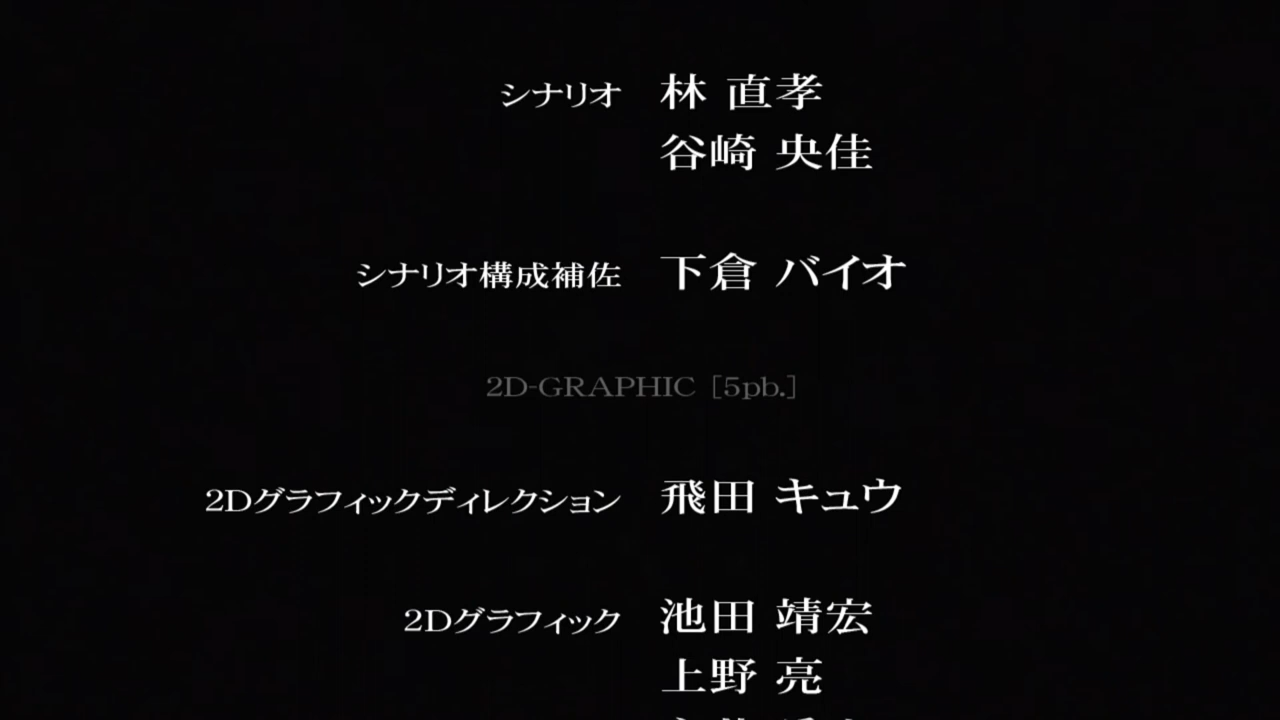 シナリオ 林 直孝
谷崎 央佳
シナリオ構成補佐 下倉 バイオ
2D-GRAPHIC [5pb.]
2Dグラフィックディレクション 飛田 キュウ
2Dグラフィック 池田 靖宏
上野 亮